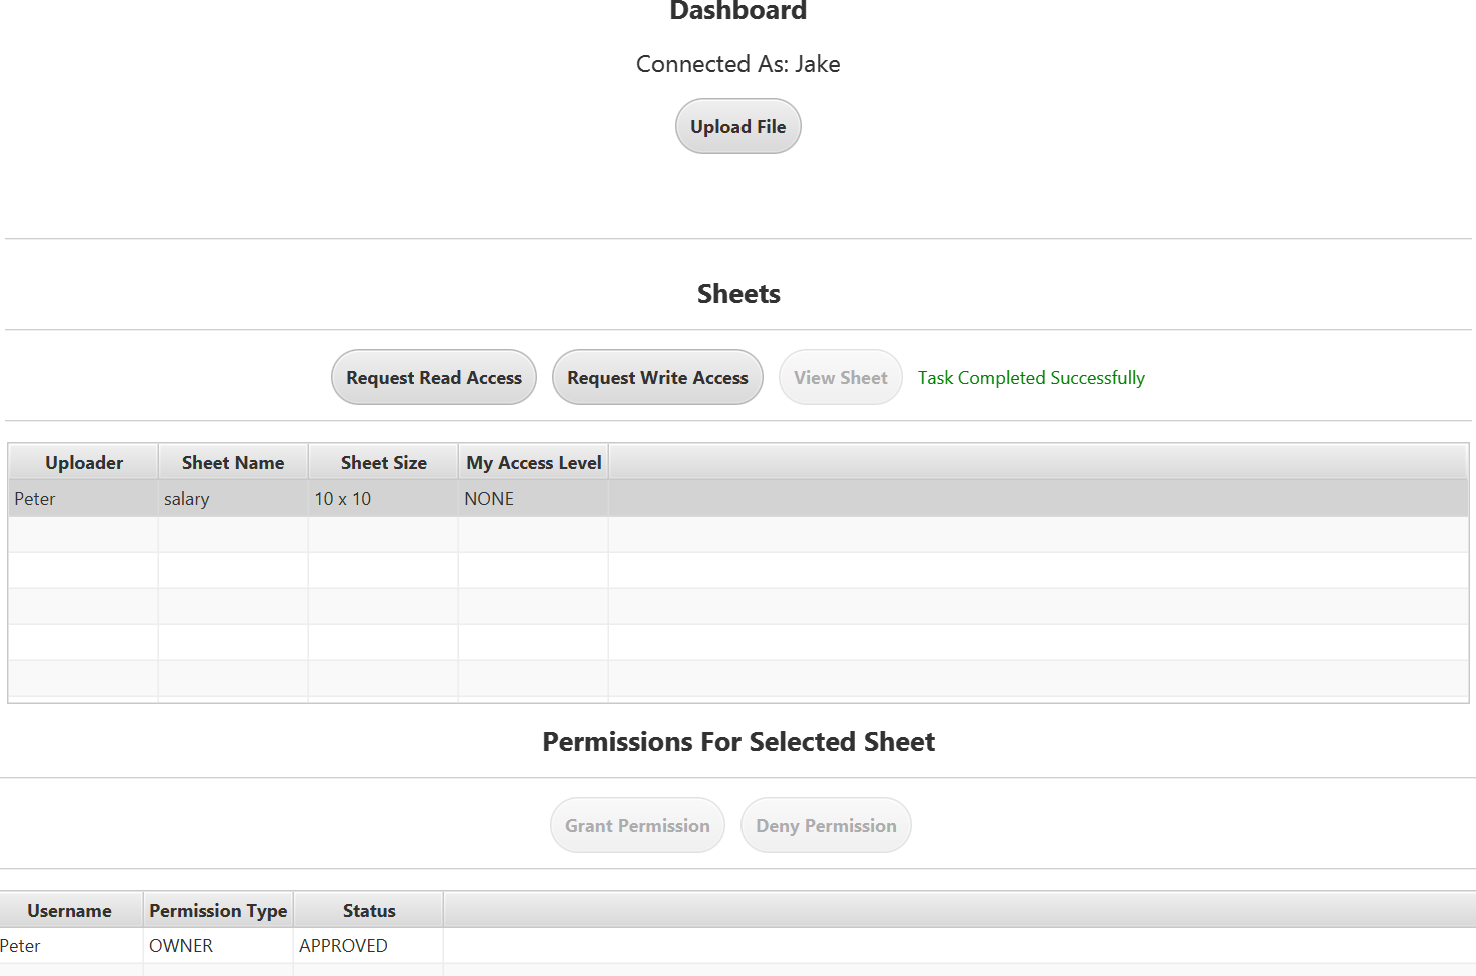 Dashboard
Connected As: Jake
Upload File
Sheets
Request Read Access Request Write Access View Sheet Task Completed Successfully
Uploader Sheet Name Sheet Size My Access Level
Peter salary 10 x 10 NONE
Permissions For Selected Sheet
Grant Permission Deny Permission
Username Permission Type Status
Peter OWNER APPROVED